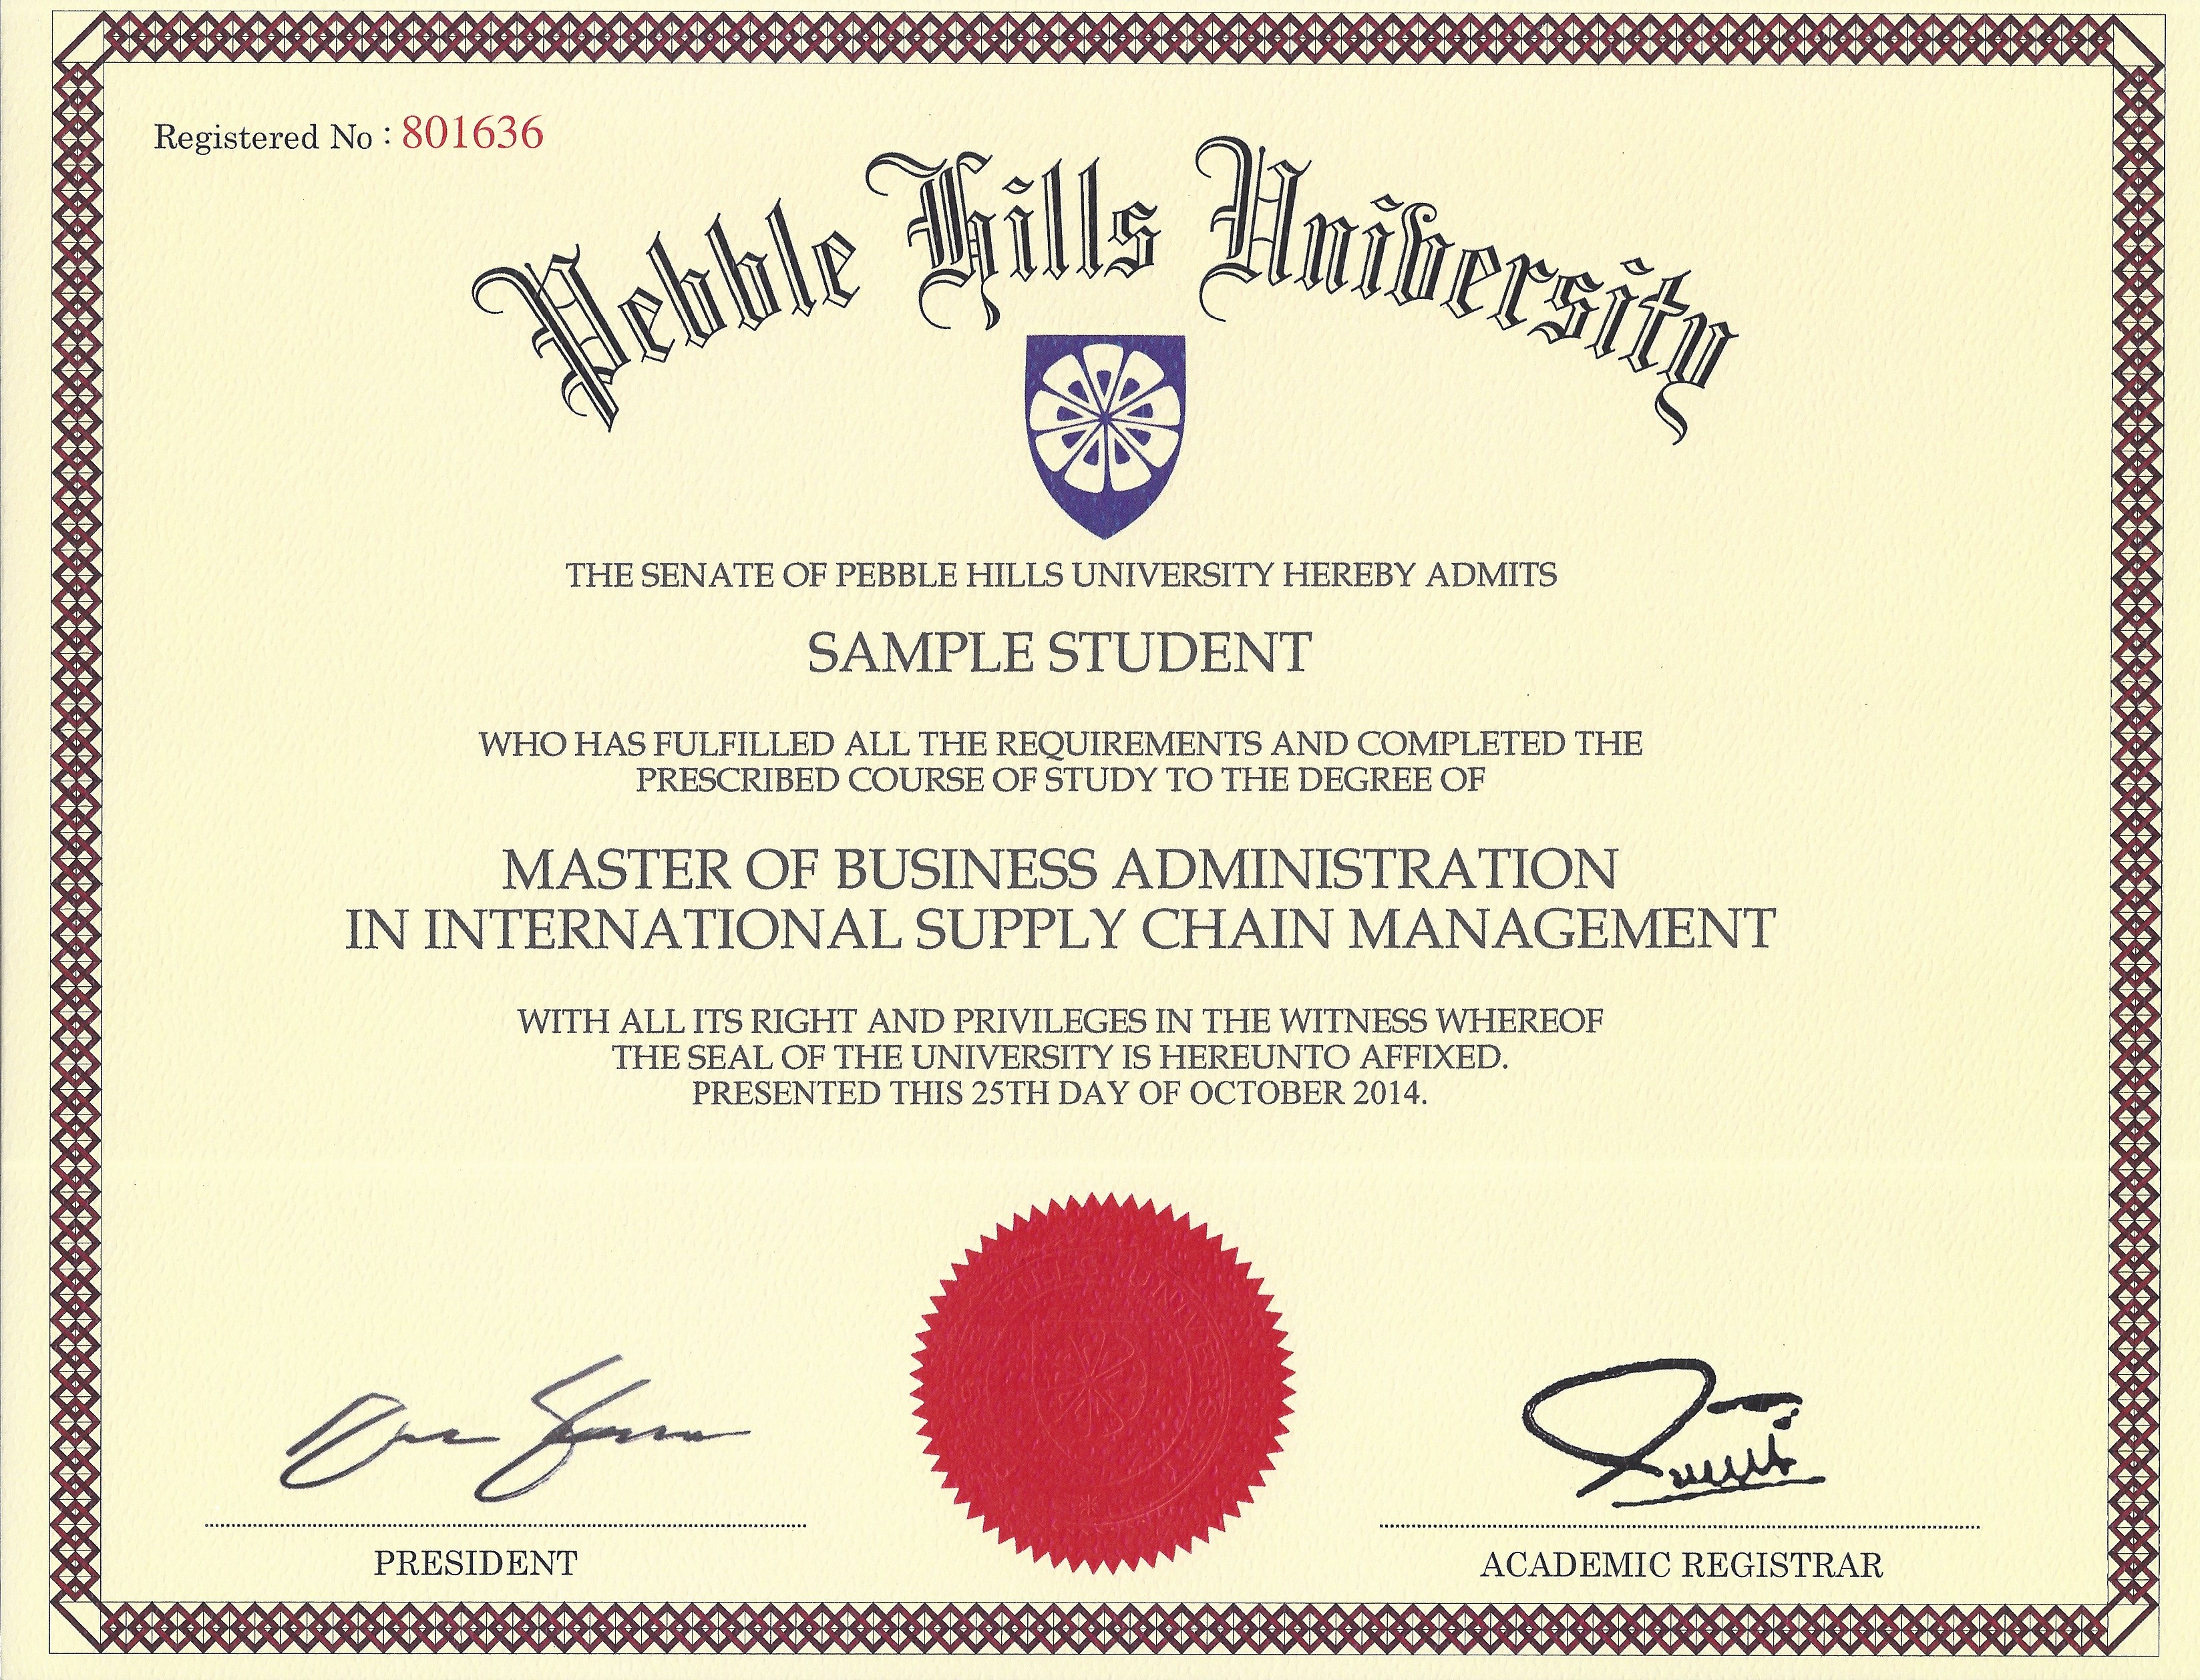 Registered No : 801636
Pebble Hills University
THE SENATE OF PEBBLE HILLS UNIVERSITY HEREBY ADMITS
SAMPLE STUDENT
WHO HAS FULFILLED ALL THE REQUIREMENTS AND COMPLETED THE
PRESCRIBED COURSE OF STUDY TO THE DEGREE OF
MASTER OF BUSINESS ADMINISTRATION
IN INTERNATIONAL SUPPLY CHAIN MANAGEMENT
WITH ALL ITS RIGHT AND PRIVILEGES IN THE WITNESS WHEREOF
THE SEAL OF THE UNIVERSITY IS HEREUNTO AFFIXED.
PRESENTED THIS 25TH DAY OF OCTOBER 2014.
PRESIDENT
ACADEMIC REGISTRAR